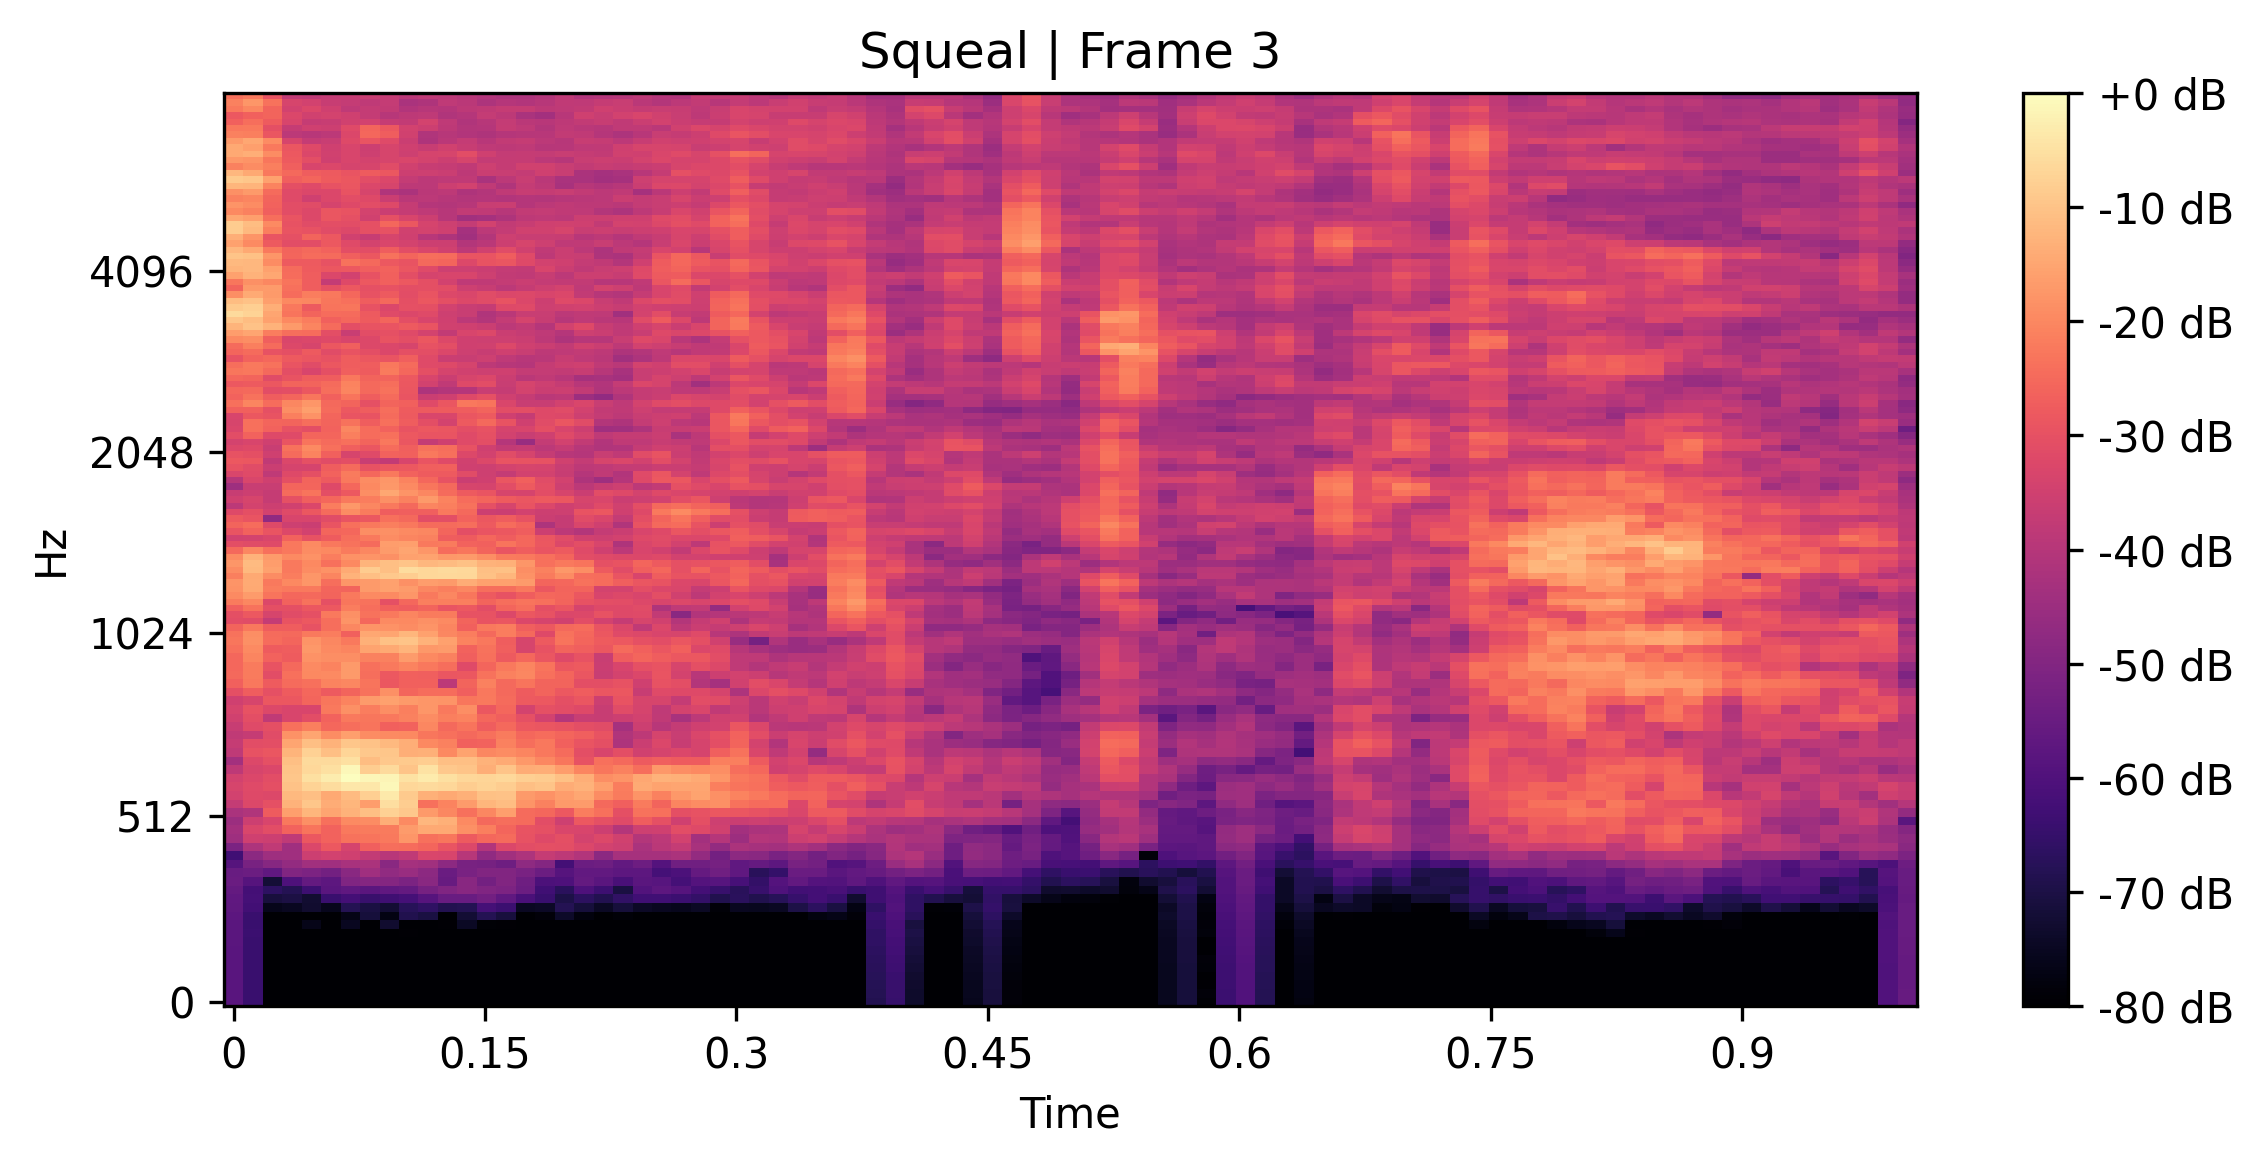 Squeal | Frame 3
Hz
4096
2048
1024
512
0
0 0.15 0.3 0.45 0.6 0.75 0.9
Time
+0 dB
-10 dB
-20 dB
-30 dB
-40 dB
-50 dB
-60 dB
-70 dB
-80 dB